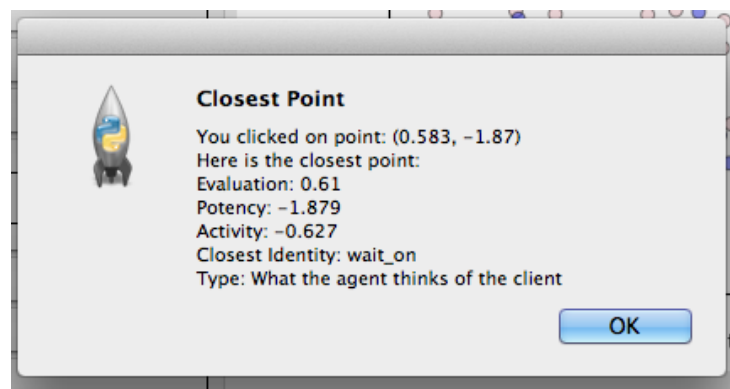 Closest Point
You clicked on point: (0.583, −1.87)
Here is the closest point:
Evaluation: 0.61
Potency: −1.879
Activity: −0.627
Closest Identity: wait_on
Type: What the agent thinks of the client
OK